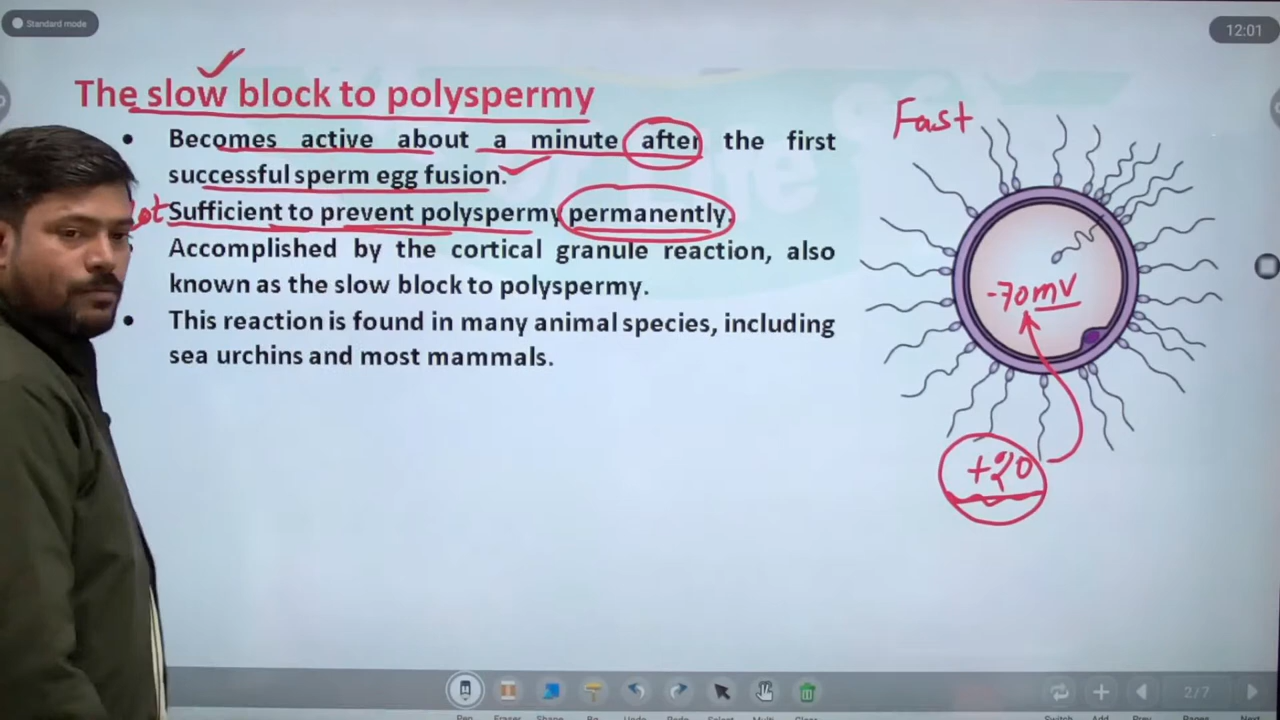 Standard mode
12:01
The slow block to polyspermy
Becomes active about a minute after the first
successful sperm egg fusion.
Sufficient to prevent polyspermy permanently.
Accomplished by the cortical granule reaction, also
known as the slow block to polyspermy.
This reaction is found in many animal species, including
sea urchins and most mammals.
Fast
-70mV
+20
2/7